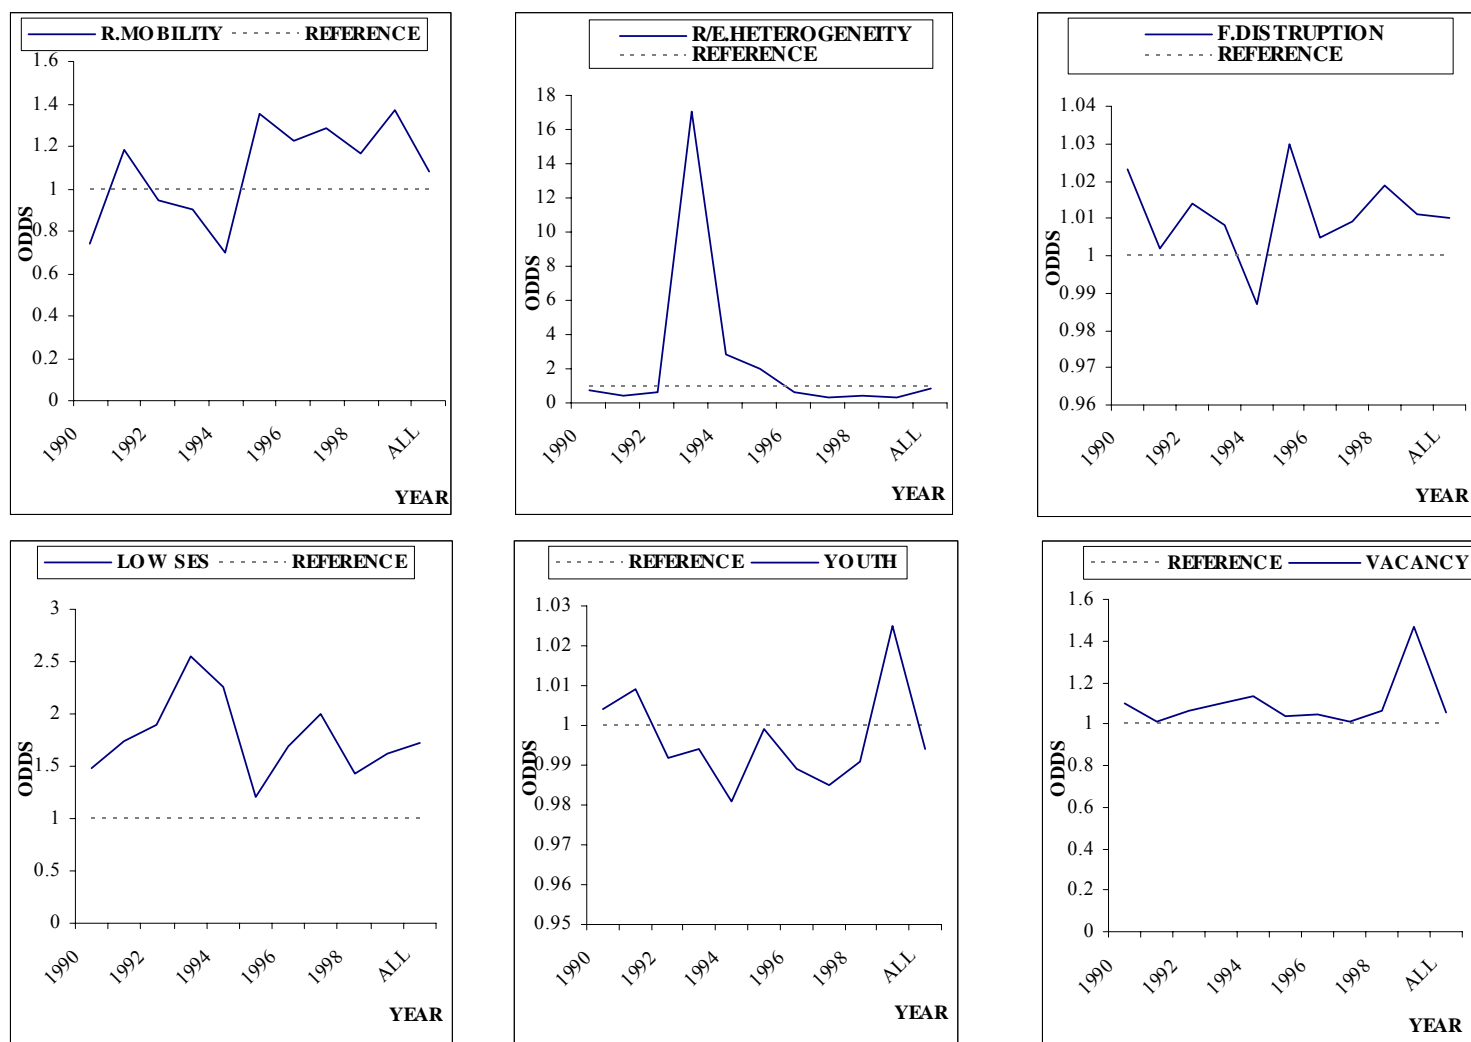 R.MOBILITY REFERENCE
1.6
1.4
1.2
1
0.8
0.6
0.4
0.2
0
ODDS
1990 1992 1994 1996 1998 ALL
YEAR
R/E.HETEROGENEITY
REFERENCE
18
16
14
12
10
8
6
4
2
0
ODDS
1990 1992 1994 1996 1998 ALL
YEAR
F.DISTRUPTION
REFERENCE
1.04
1.03
1.02
1.01
1
0.99
0.98
0.97
0.96
ODDS
1990 1992 1994 1996 1998 ALL
YEAR
LOW SES REFERENCE
3
2.5
2
1.5
1
0.5
0
ODDS
1990 1992 1994 1996 1998 ALL
YEAR
REFERENCE YOUTH
1.03
1.02
1.01
1
0.99
0.98
0.97
0.96
0.95
ODDS
1990 1992 1994 1996 1998 ALL
YEAR
REFERENCE VACANCY
1.6
1.4
1.2
1
0.8
0.6
0.4
0.2
0
ODDS
1990 1992 1994 1996 1998 ALL
YEAR